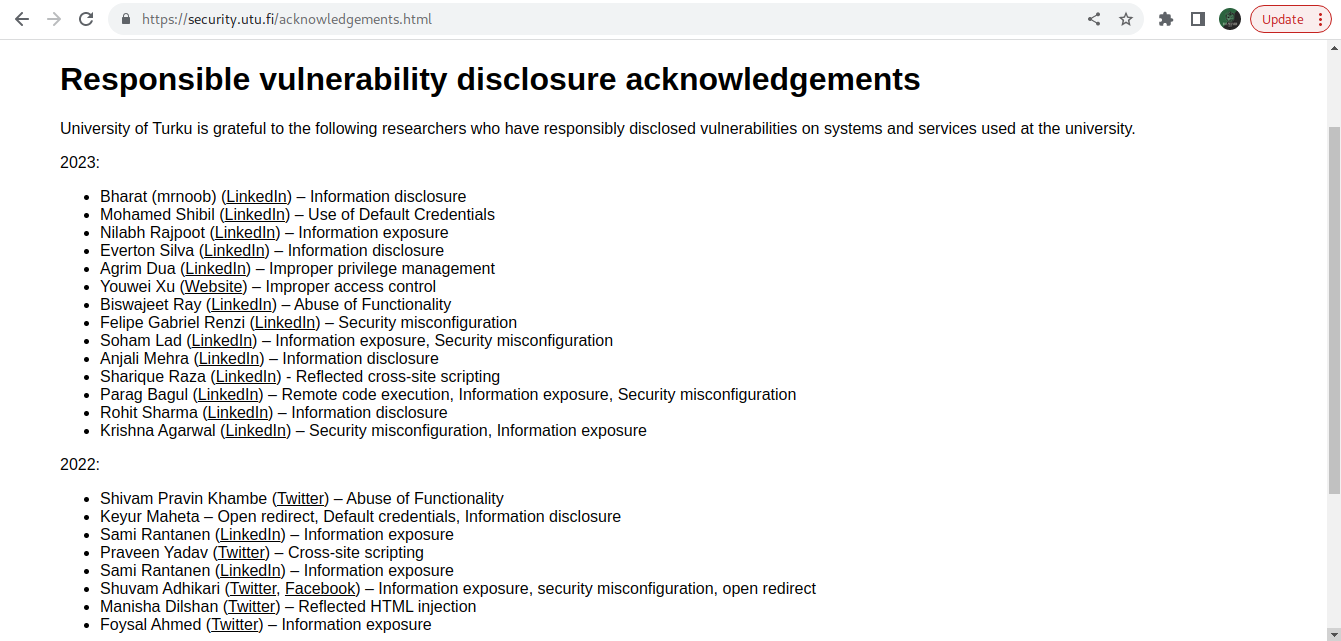 https://security.utu.fi/acknowledgements.html
Update
Responsible vulnerability disclosure acknowledgements
University of Turku is grateful to the following researchers who have responsibly disclosed vulnerabilities on systems and services used at the university.
2023:
• Bharat (mrnoob) (LinkedIn) – Information disclosure
• Mohamed Shibil (LinkedIn) – Use of Default Credentials
• Nilabh Rajpoot (LinkedIn) – Information exposure
• Everton Silva (LinkedIn) – Information disclosure
• Agrim Dua (LinkedIn) – Improper privilege management
• Youwei Xu (Website) – Improper access control
• Biswajeet Ray (LinkedIn) – Abuse of Functionality
• Felipe Gabriel Renzi (LinkedIn) – Security misconfiguration
• Soham Lad (LinkedIn) – Information exposure, Security misconfiguration
• Anjali Mehra (LinkedIn) – Information disclosure
• Sharique Raza (LinkedIn) - Reflected cross-site scripting
• Parag Bagul (LinkedIn) – Remote code execution, Information exposure, Security misconfiguration
• Rohit Sharma (LinkedIn) – Information disclosure
• Krishna Agarwal (LinkedIn) – Security misconfiguration, Information exposure
2022:
• Shivam Pravin Khambe (Twitter) – Abuse of Functionality
• Keyur Maheta – Open redirect, Default credentials, Information disclosure
• Sami Rantanen (LinkedIn) – Information exposure
• Praveen Yadav (Twitter) – Cross-site scripting
• Sami Rantanen (LinkedIn) – Information exposure
• Shuvam Adhikari (Twitter, Facebook) – Information exposure, security misconfiguration, open redirect
• Manisha Dilshan (Twitter) – Reflected HTML injection
• Foysal Ahmed (Twitter) – Information exposure